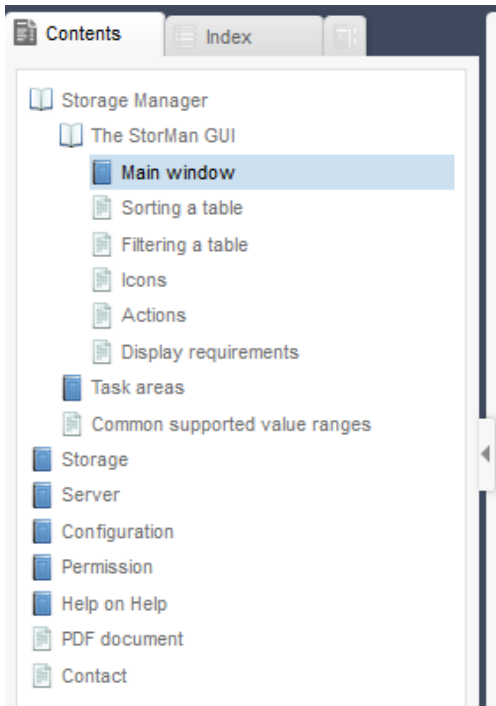 Contents
Index
Storage Manager
The StorMan GUI
Main window
Sorting a table
Filtering a table
Icons
Actions
Display requirements
Task areas
Common supported value ranges
Storage
Server
Configuration
Permission
Help on Help
PDF document
Contact